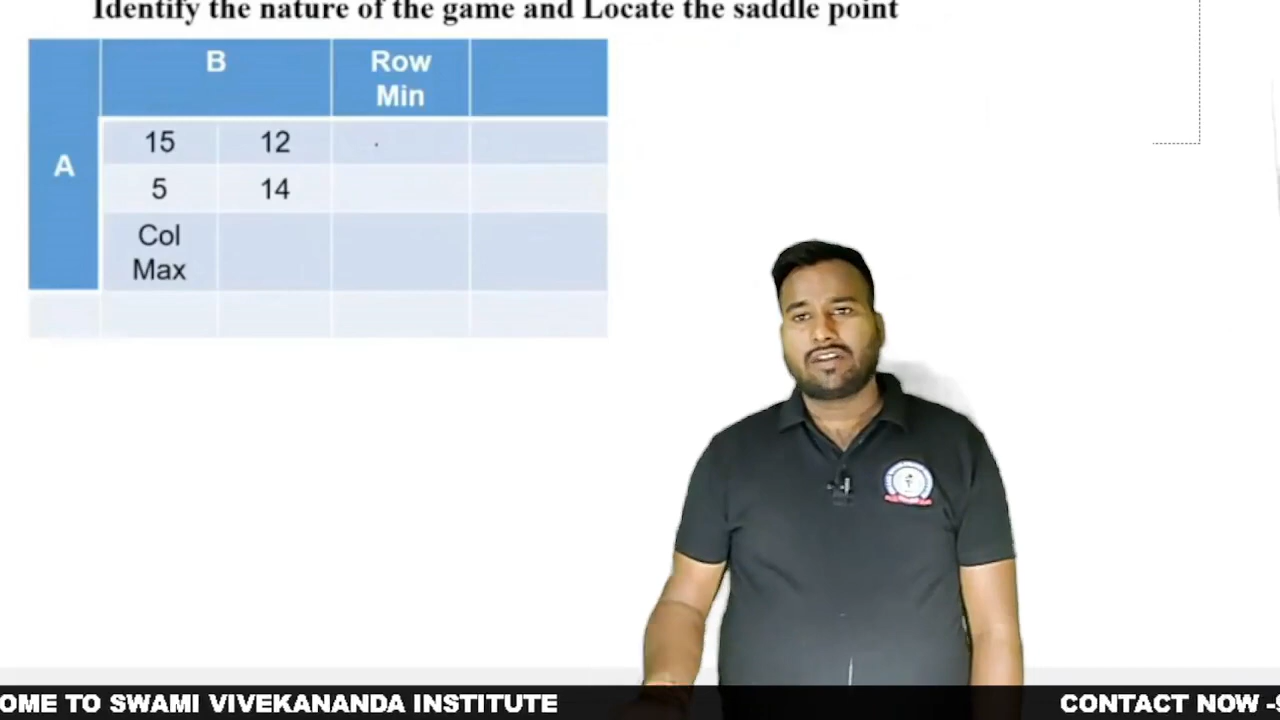 Identify the nature of the game and Locate the saddle point
B
Row
Min
A
15 12
5 14
Col
Max
OME TO SWAMI VIVEKANANDA INSTITUTE
CONTACT NOW -